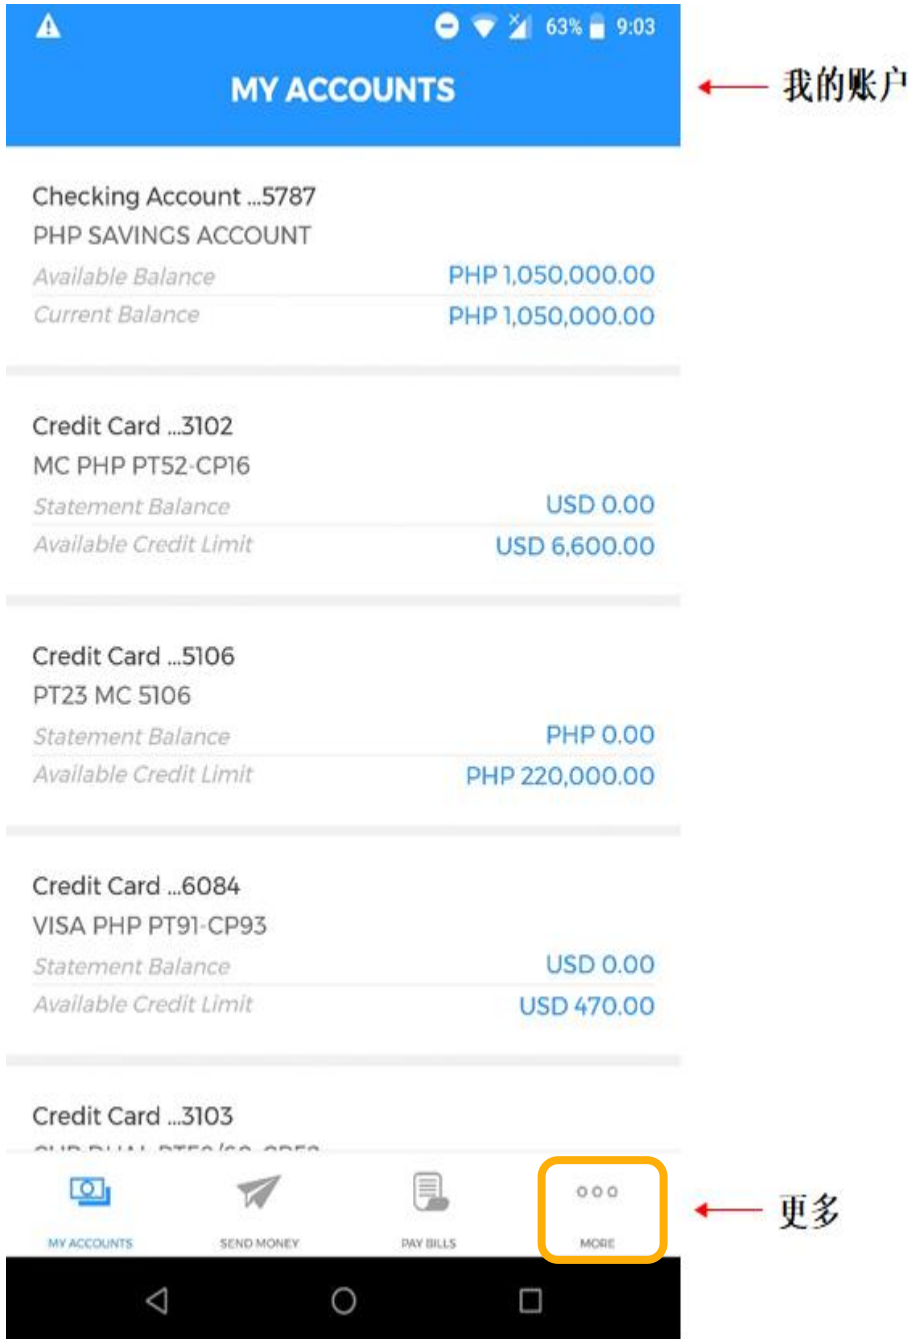 63% 9:03
MY ACCOUNTS
我的账户
Checking Account ...5787
PHP SAVINGS ACCOUNT
Available Balance PHP 1,050,000.00
Current Balance PHP 1,050,000.00
Credit Card ...3102
MC PHP PT52-CP16
Statement Balance USD 0.00
Available Credit Limit USD 6,600.00
Credit Card ...5106
PT23 MC 5106
Statement Balance PHP 0.00
Available Credit Limit PHP 220,000.00
Credit Card ...6084
VISA PHP PT91-CP93
Statement Balance USD 0.00
Available Credit Limit USD 470.00
Credit Card ...3103
MY ACCOUNTS SEND MONEY PAY BILLS MORE
更多